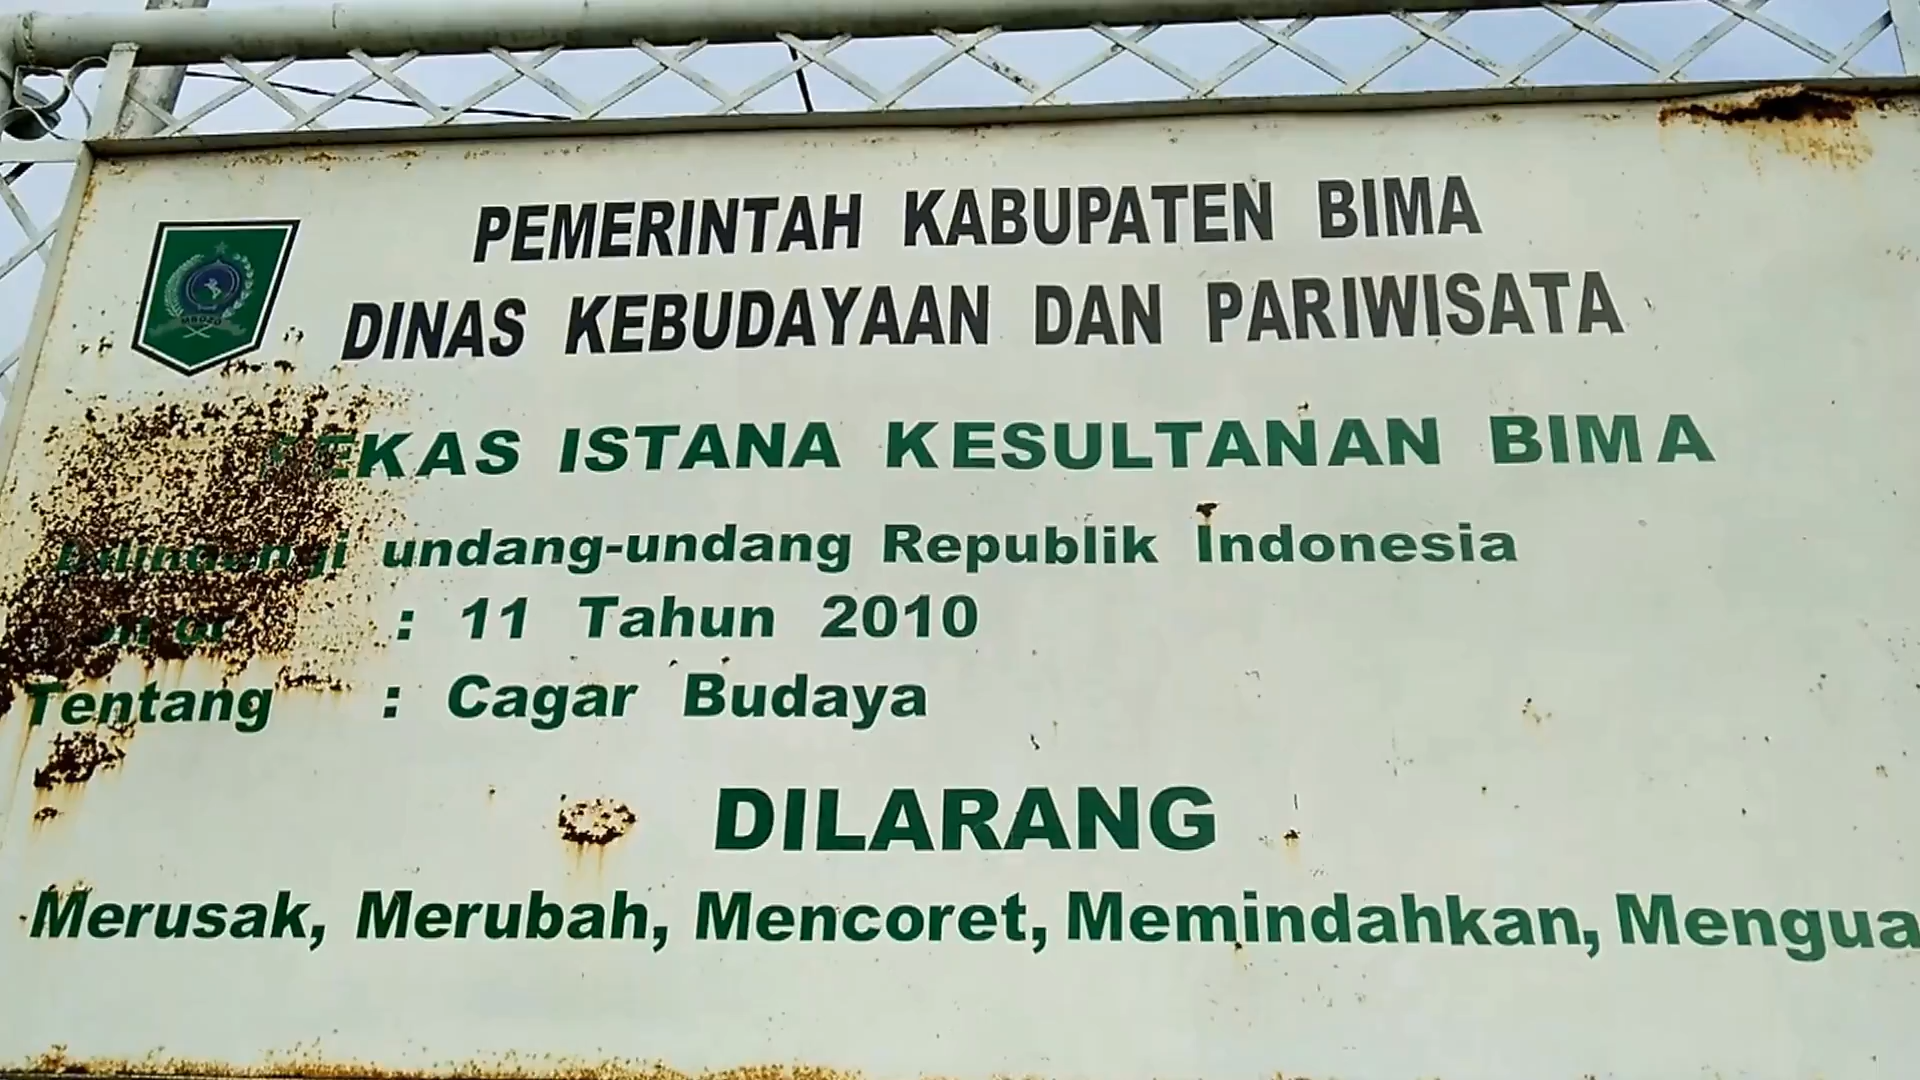 PEMERINTAH KABUPATEN BIMA
DINAS KEBUDAYAAN DAN PARIWISATA
BEKAS ISTANA KESULTANAN BIMA
Dilindungi undang-undang Republik Indonesia
: 11 Tahun 2010
Tentang : Cagar Budaya
DILARANG
Merusak, Merubah, Mencoret, Memindahkan, Mengua